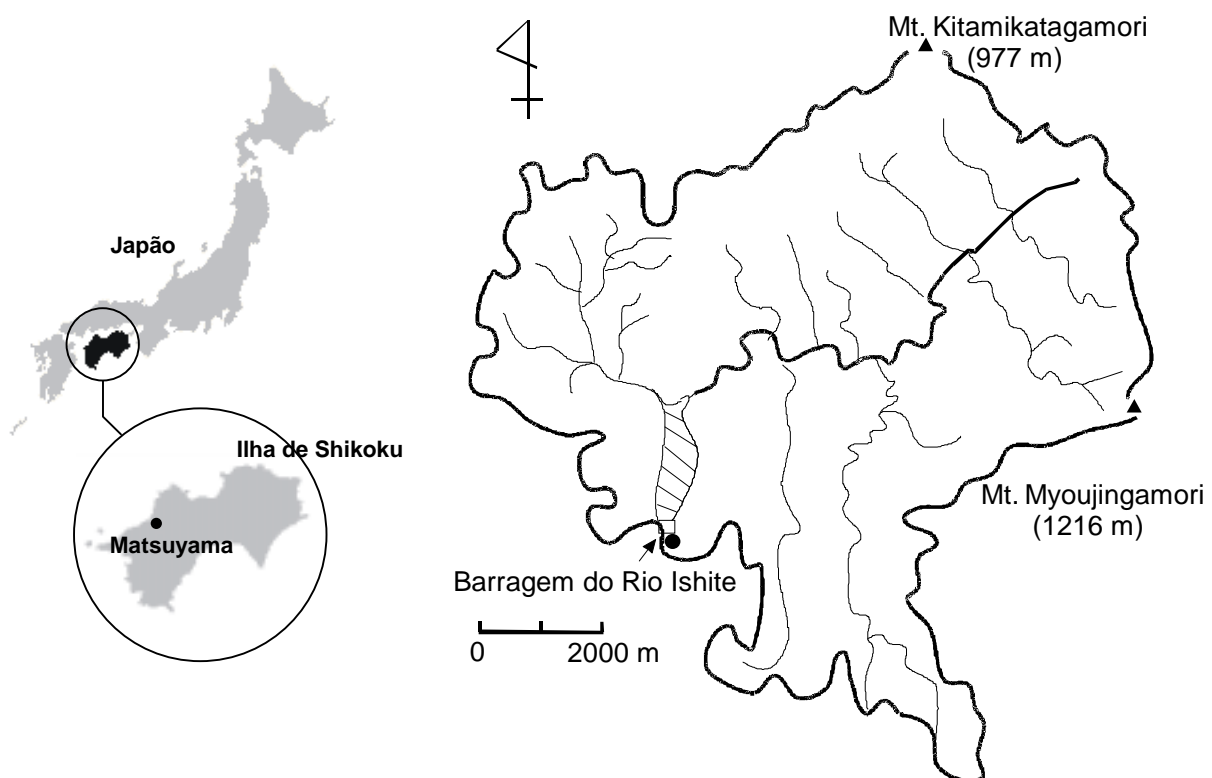 Mt. Kitamikatagamori
(977 m)
Japão
Ilha de Shikoku
Matsuyama
Mt. Myoujingamori
(1216 m)
Barragem do Rio Ishite
0 2000 m